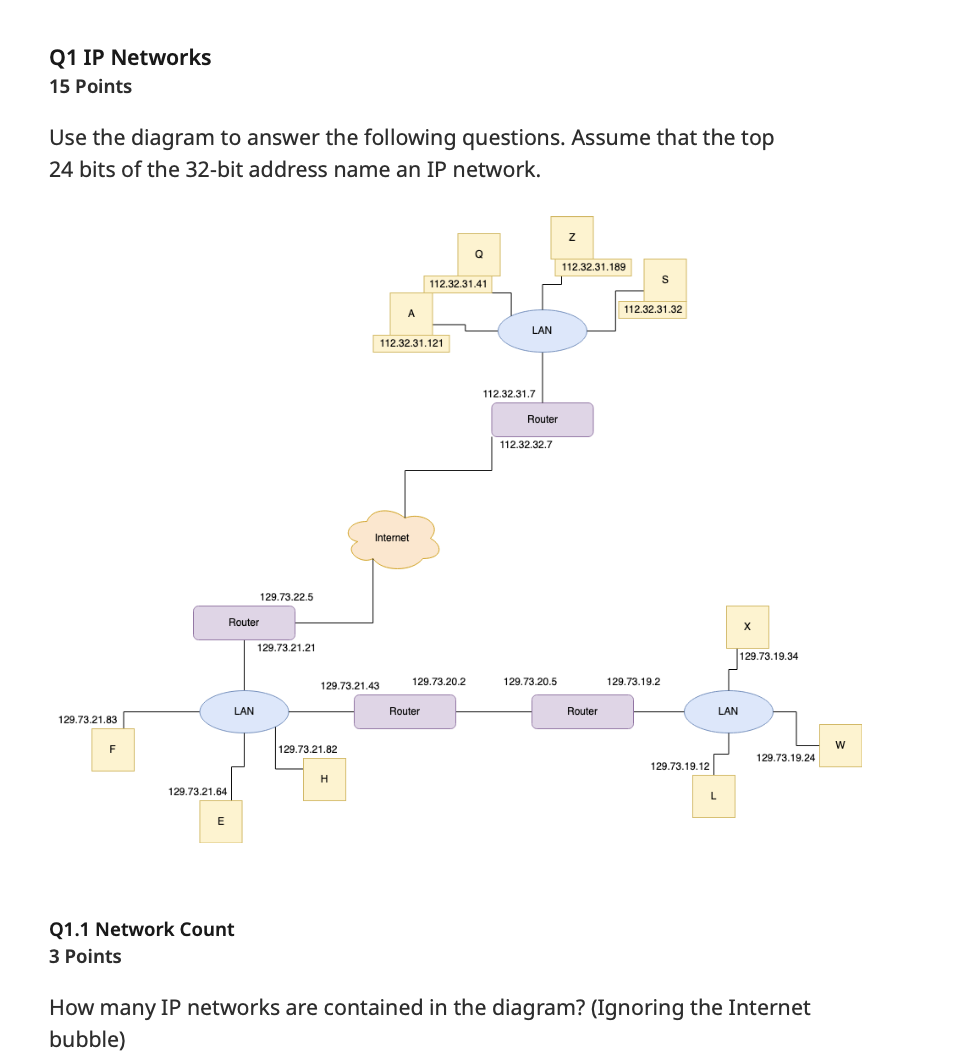 Q1 IP Networks
15 Points
Use the diagram to answer the following questions. Assume that the top
24 bits of the 32-bit address name an IP network.
Z
Q
112.32.31.189
S
112.32.31.41
A
112.32.31.32
LAN
112.32.31.121
112.32.31.7
Router
112.32.32.7
Internet
129.73.22.5
Router
129.73.21.21
X
129.73.19.34
129.73.21.43
129.73.20.2
129.73.20.5
129.73.19.2
LAN
Router
Router
LAN
129.73.21.83
F
129.73.21.82
H
129.73.21.64
E
W
129.73.19.24
129.73.19.12
L
Q1.1 Network Count
3 Points
How many IP networks are contained in the diagram? (Ignoring the Internet
bubble)